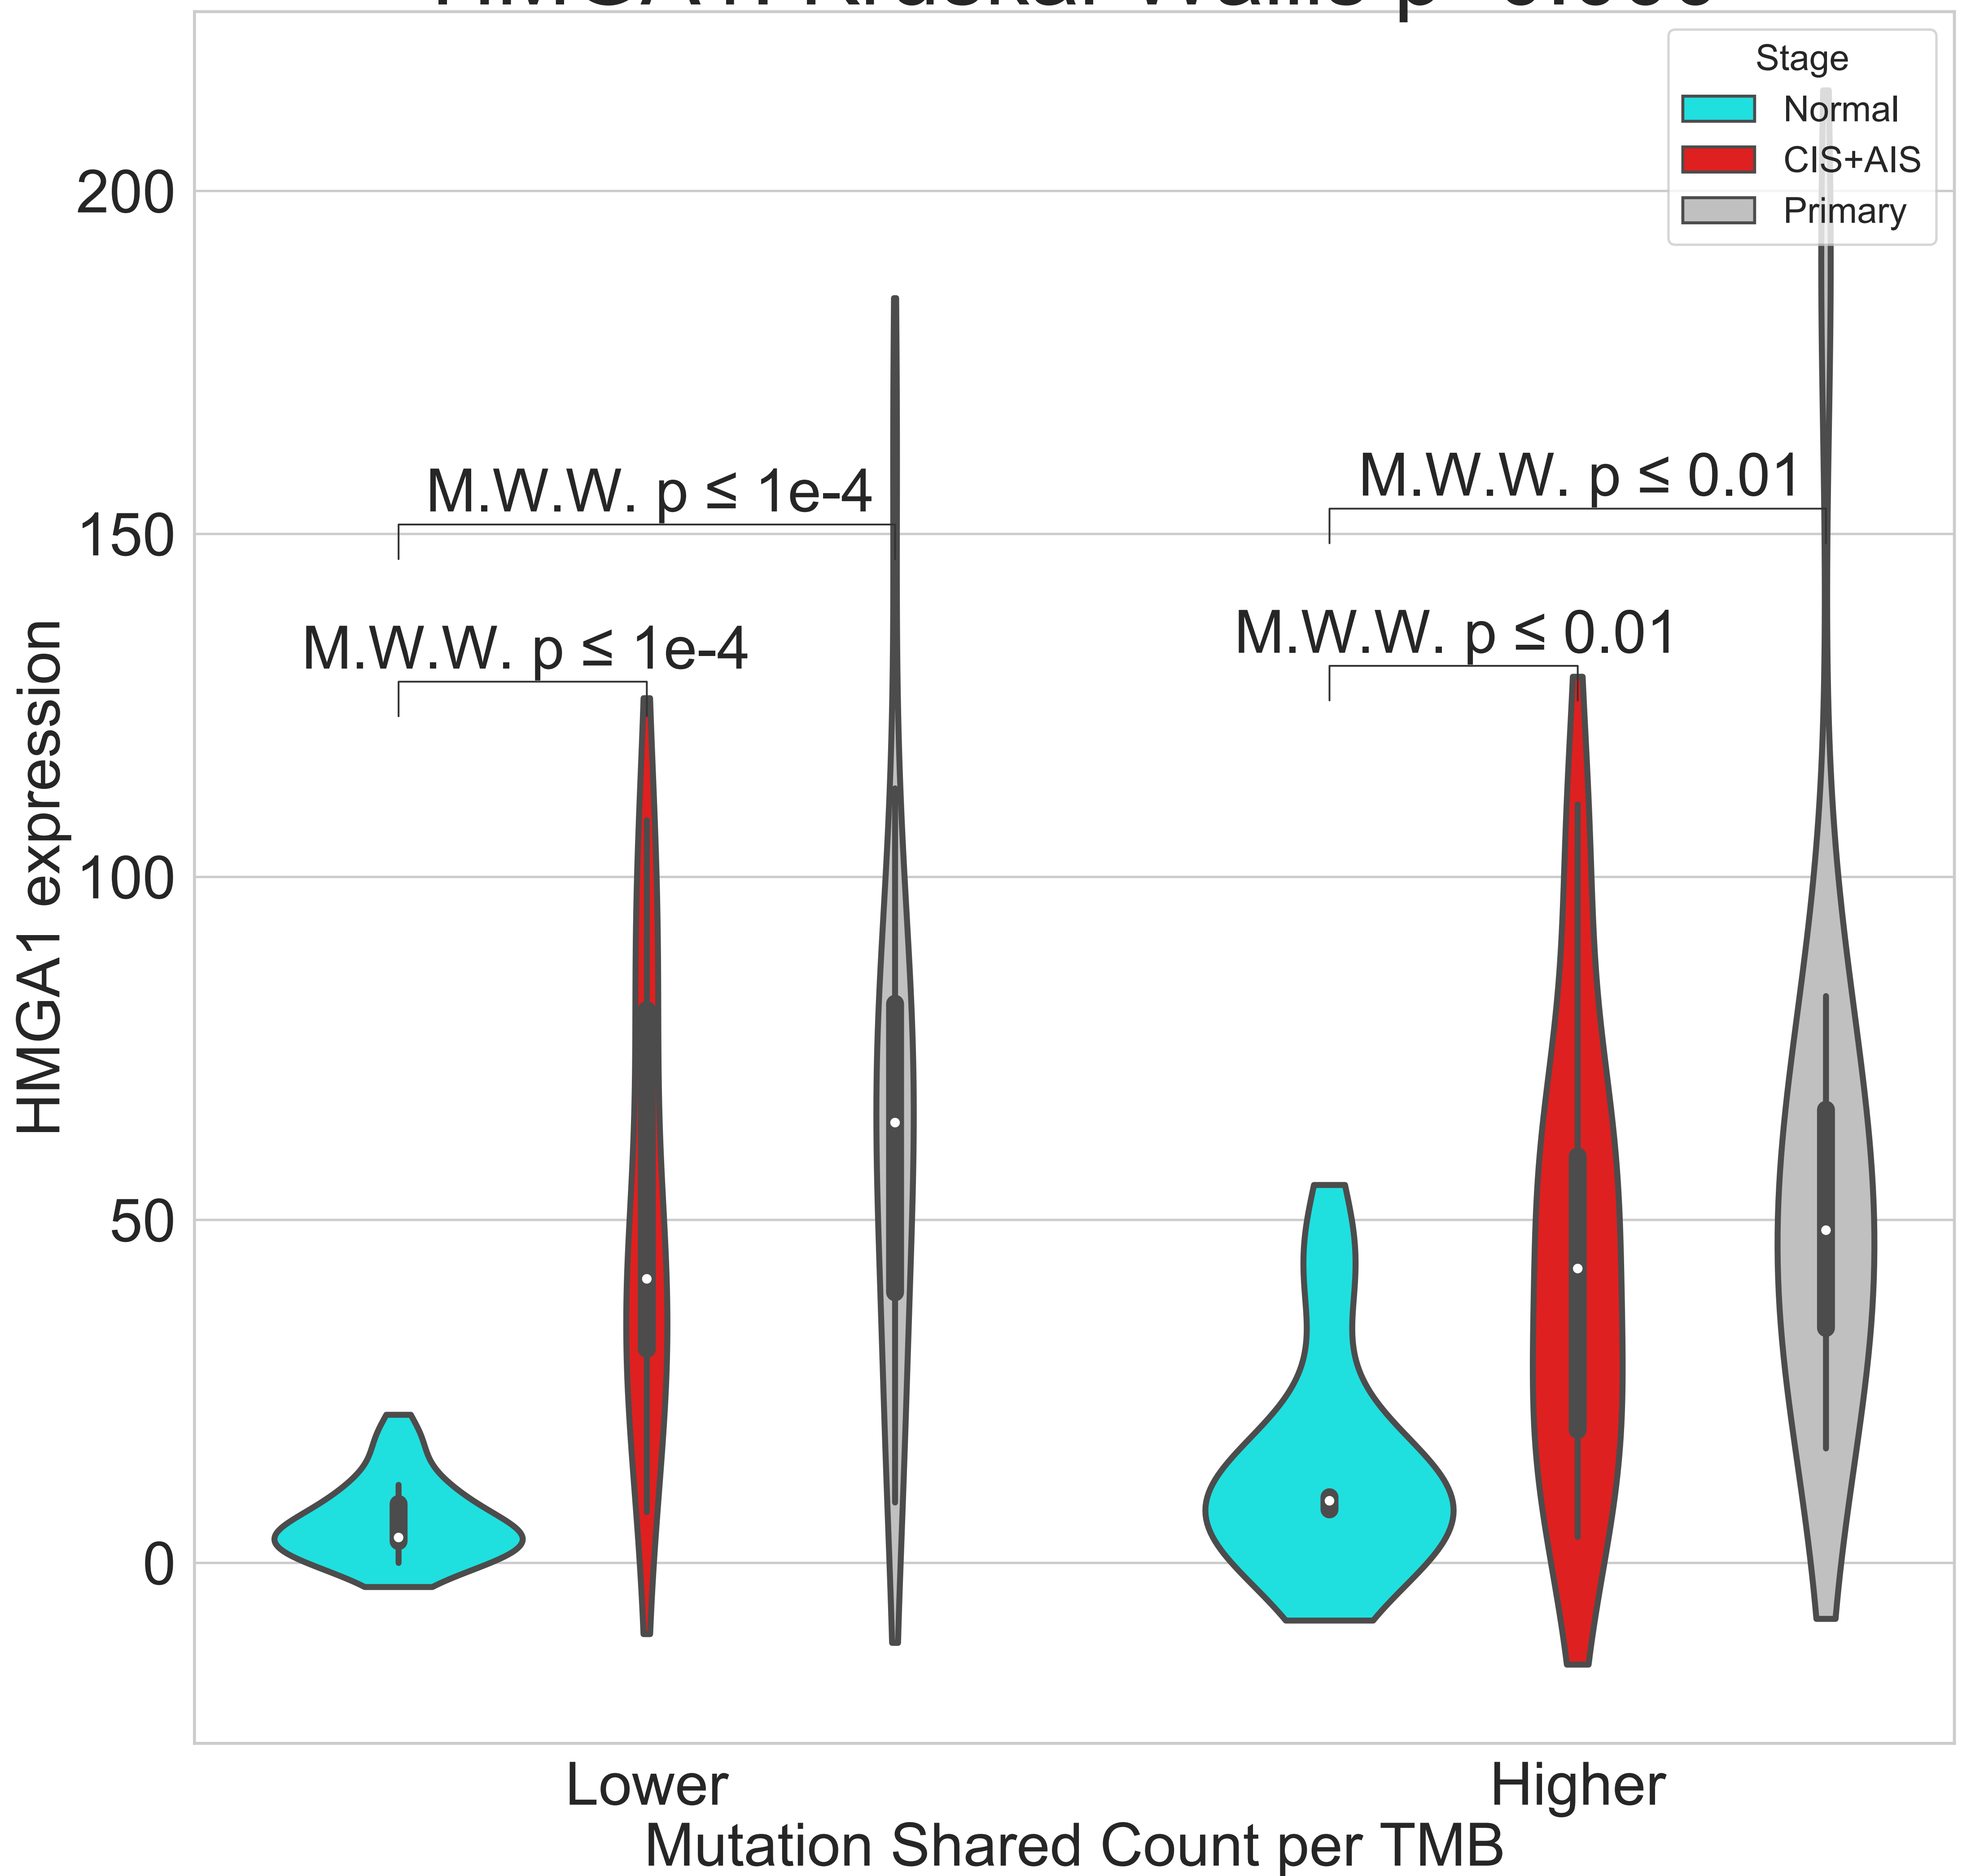 Stage
Normal
CIS+AIS
Primary
200
150
100
50
0
HMGA1 expression
M.W.W. p ≤ 1e-4
M.W.W. p ≤ 0.01
M.W.W. p ≤ 1e-4
M.W.W. p ≤ 0.01
Lower
Higher
Mutation Shared Count per TMB